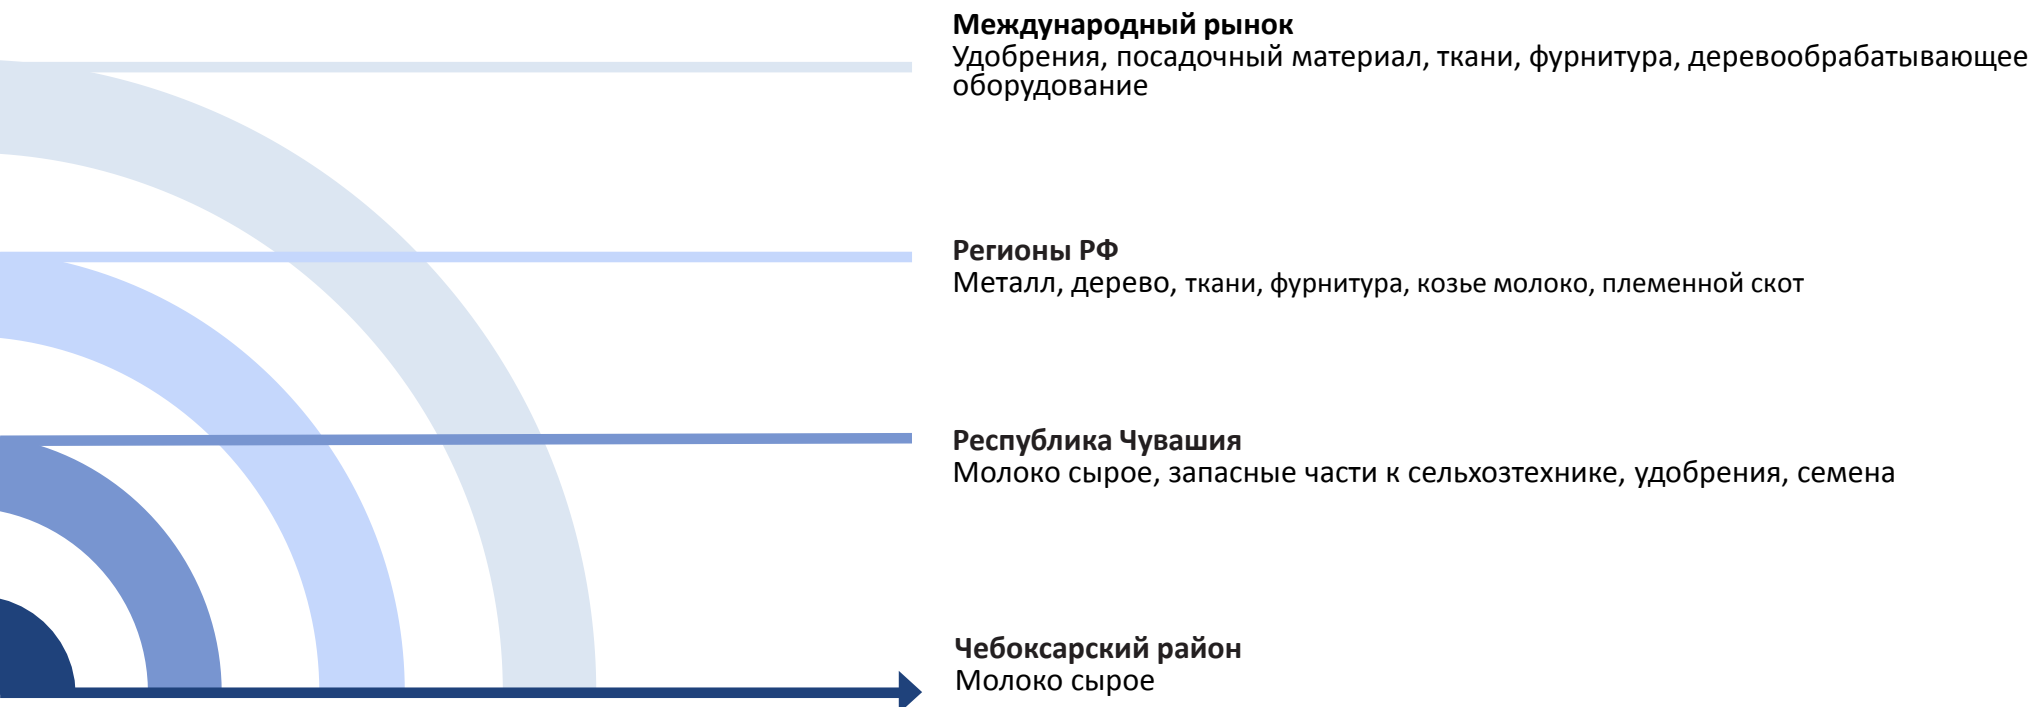 Международный рынок
Удобрения, посадочный материал, ткани, фурнитура, деревообрабатывающее
оборудование
Регионы РФ
Металл, дерево, ткани, фурнитура, козье молоко, племенной скот
Республика Чувашия
Молоко сырое, запасные части к сельхозтехнике, удобрения, семена
Чебоксарский район
Молоко сырое